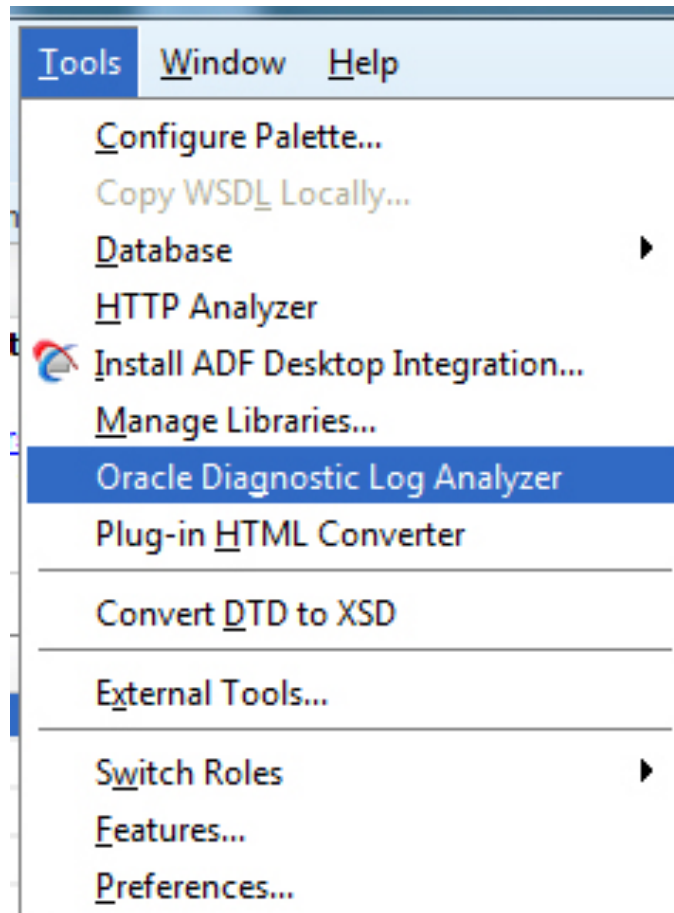 Tools Window Help
Configure Palette...
Copy WSDL Locally...
Database
HTTP Analyzer
Install ADF Desktop Integration...
Manage Libraries...
Oracle Diagnostic Log Analyzer
Plug-in HTML Converter
Convert DTD to XSD
External Tools...
Switch Roles
Features...
Preferences...